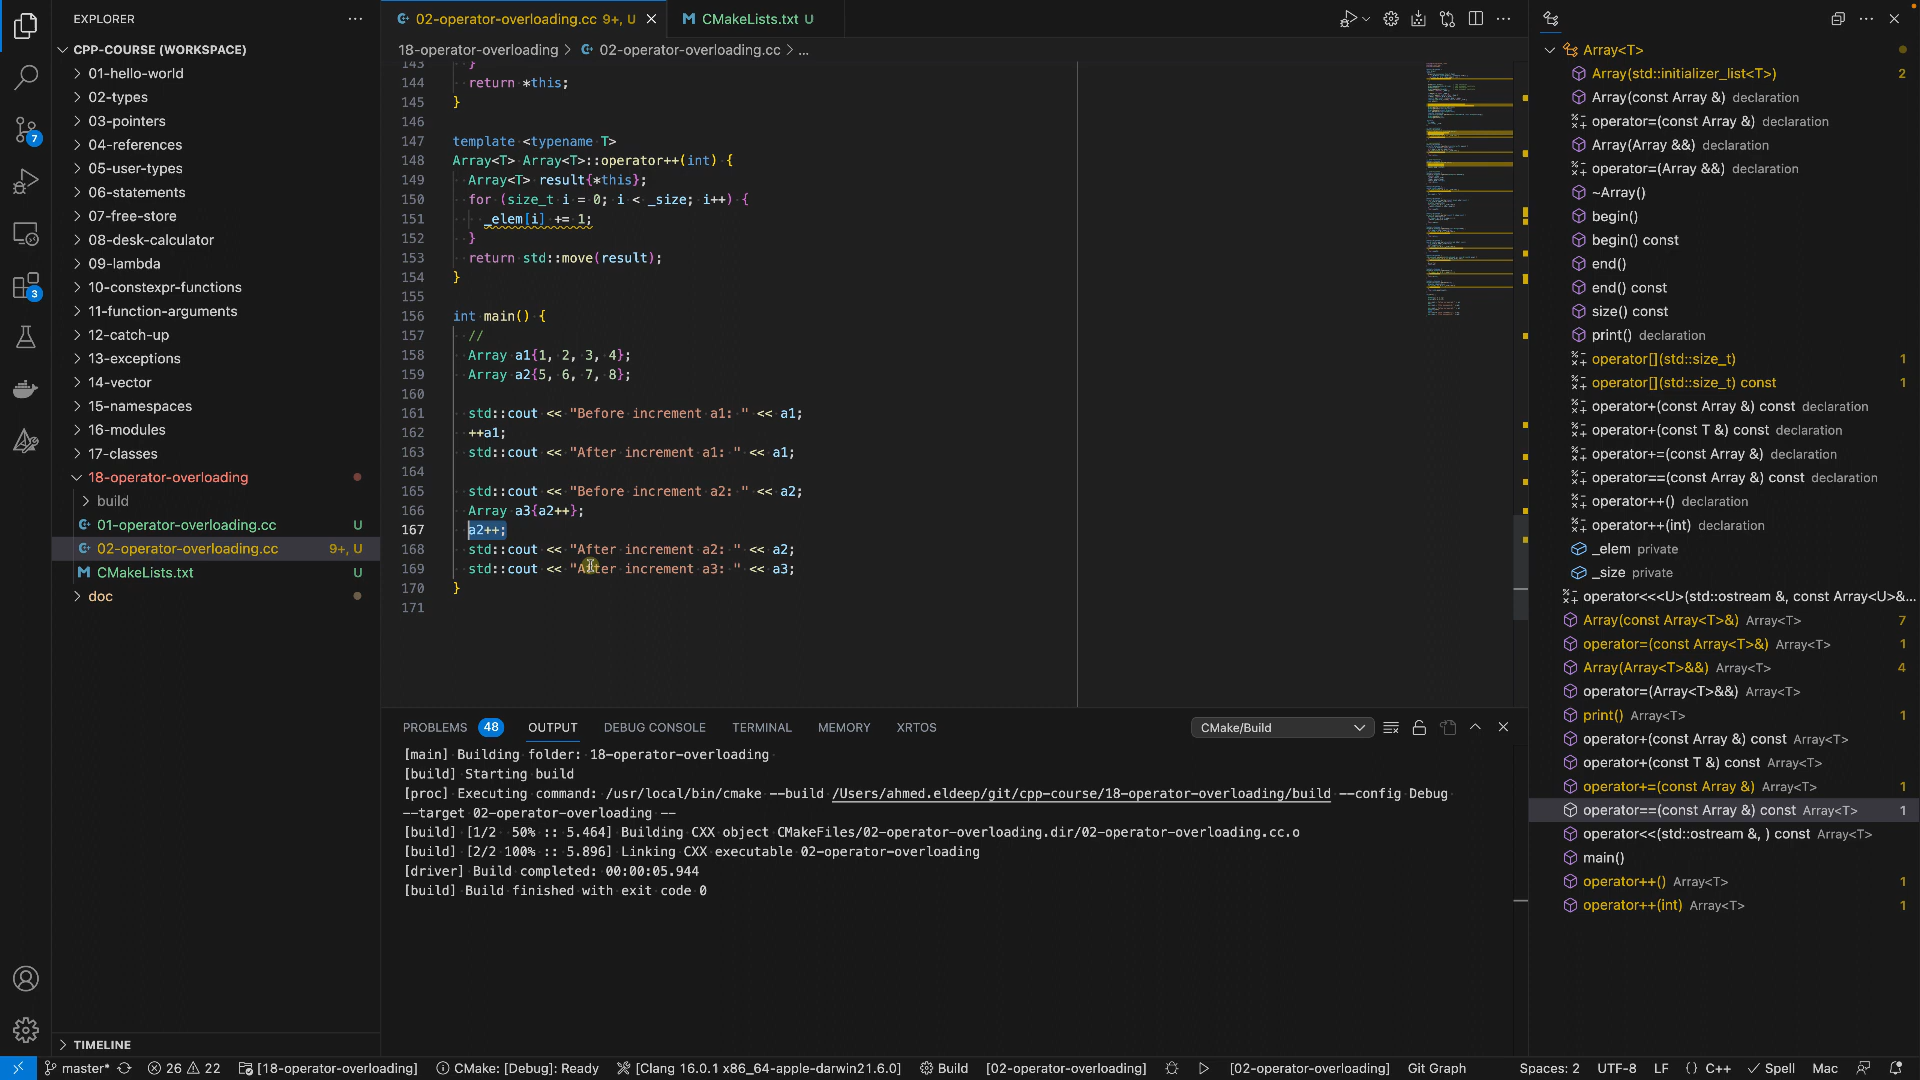 EXPLORER
CPP-COURSE (WORKSPACE)
01-hello-world
02-types
03-pointers
04-references
05-user-types
06-statements
07-free-store
08-desk-calculator
09-lambda
10-constexpr-functions
11-function-arguments
12-catch-up
13-exceptions
14-vector
15-namespaces
16-modules
17-classes
18-operator-overloading
build
01-operator-overloading.cc U
02-operator-overloading.cc 9+, U
CMakeLists.txt U
doc
TIMELINE
7
3
02-operator-overloading.cc 9+, U
CMakeLists.txt U
18-operator-overloading > 02-operator-overloading.cc > ...
143 }
144 return *this;
145 }
146
147 template <typename T>
148 Array<T> Array<T>::operator++(int) {
149 Array<T> result{*this};
150 for (size_t i = 0; i < _size; i++) {
151 _elem[i] += 1;
152 }
153 return std::move(result);
154 }
155
156 int main() {
157 //
158 Array a1{1, 2, 3, 4};
159 Array a2{5, 6, 7, 8};
160
161 std::cout << "Before increment a1: " << a1;
162 ++a1;
163 std::cout << "After increment a1: " << a1;
164
165 std::cout << "Before increment a2: " << a2;
166 Array a3{a2++};
167 a2++;
168 std::cout << "After increment a2: " << a2;
169 std::cout << "After increment a3: " << a3;
170 }
171
PROBLEMS 48 OUTPUT DEBUG CONSOLE TERMINAL MEMORY XRTOS CMake/Build
[main] Building folder: 18-operator-overloading
[build] Starting build
[proc] Executing command: /usr/local/bin/cmake --build /Users/ahmed.eldeep/git/cpp-course/18-operator-overloading/build --config Debug
--target 02-operator-overloading --
[build] [1/2 50% :: 5.464] Building CXX object CMakeFiles/02-operator-overloading.dir/02-operator-overloading.cc.o
[build] [2/2 100% :: 5.896] Linking CXX executable 02-operator-overloading
[driver] Build completed: 00:00:05.944
[build] Build finished with exit code 0
Array<T>
Array(std::initializer_list<T>) 2
Array(const Array &) declaration
operator=(const Array &) declaration
Array(Array &&) declaration
operator=(Array &&) declaration
~Array()
begin()
begin() const
end()
end() const
size() const
print() declaration
operator[](std::size_t) 1
operator[](std::size_t) const 1
operator+(const Array &) const declaration
operator+(const T &) const declaration
operator+=(const Array &) declaration
operator==(const Array &) const declaration
operator++() declaration
operator++(int) declaration
_elem private
_size private
operator<<<U>(std::ostream &, const Array<U>&...
Array(const Array<T>&) Array<T> 7
operator=(const Array<T>&) Array<T> 1
Array(Array<T>&&) Array<T> 4
operator=(Array<T>&&) Array<T>
print() Array<T> 1
operator+(const Array &) const Array<T>
operator+(const T &) const Array<T>
operator+=(const Array &) Array<T> 1
operator==(const Array &) const Array<T> 1
operator<<(std::ostream &, ) const Array<T>
main()
operator++() Array<T> 1
operator++(int) Array<T> 1
master* 26 22 [18-operator-overloading] CMake: [Debug]: Ready [Clang 16.0.1 x86_64-apple-darwin21.6.0] Build [02-operator-overloading] [02-operator-overloading] Git Graph Spaces: 2 UTF-8 LF {} C++ Spell Mac